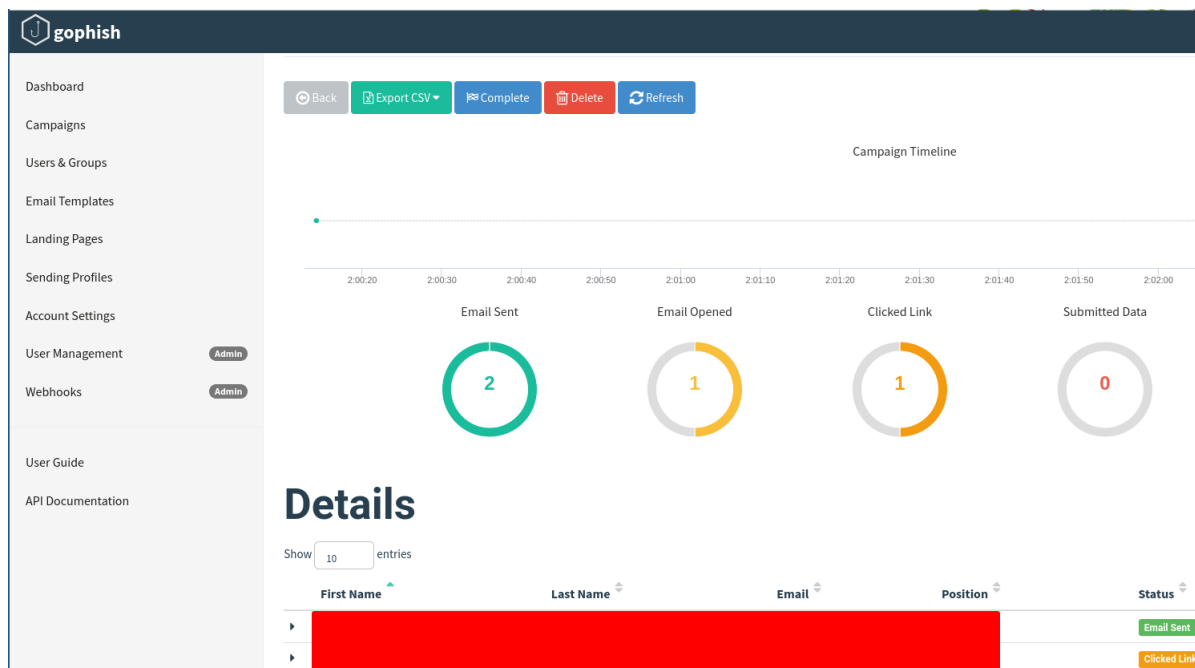 gophish
Dashboard
Campaigns
Users & Groups
Email Templates
Landing Pages
Sending Profiles
Account Settings
User Management Admin
Webhooks Admin
User Guide
API Documentation
Back Export CSV Complete Delete Refresh
Campaign Timeline
2:00:20 2:00:30 2:00:40 2:00:50 2:01:00 2:01:10 2:01:20 2:01:30 2:01:40 2:01:50 2:02:00
Email Sent Email Opened Clicked Link Submitted Data
2 1 1 0
Details
Show 10 entries
First Name Last Name Email Position Status
Email Sent
Clicked Link